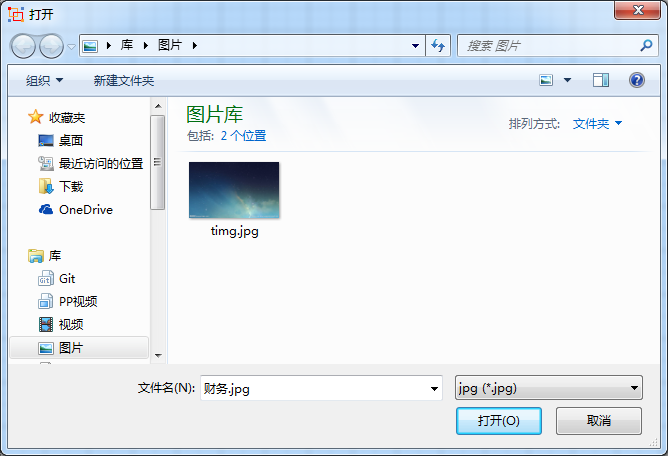 打开
库 图片
搜索 图片
组织 新建文件夹
收藏夹
桌面
最近访问的位置
下载
OneDrive
库
Git
PP视频
视频
图片
图片库
包括: 2 个位置
排列方式: 文件夹
timg.jpg
文件名(N): 财务.jpg jpg (*.jpg)
打开(O) 取消